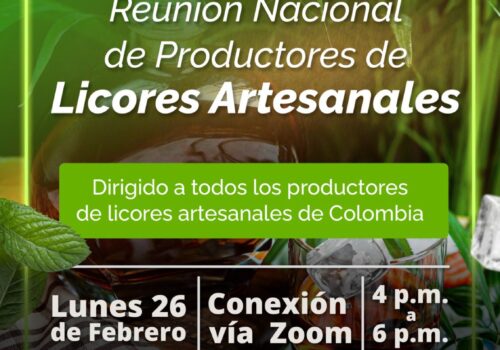 Reunión Nacional
de Productores de
Licores Artesanales
Dirigido a todos los productores
de licores artesanales de Colombia
Lunes 26
de Febrero
Conexión
vía Zoom
4 p.m.
a
6 p.m.